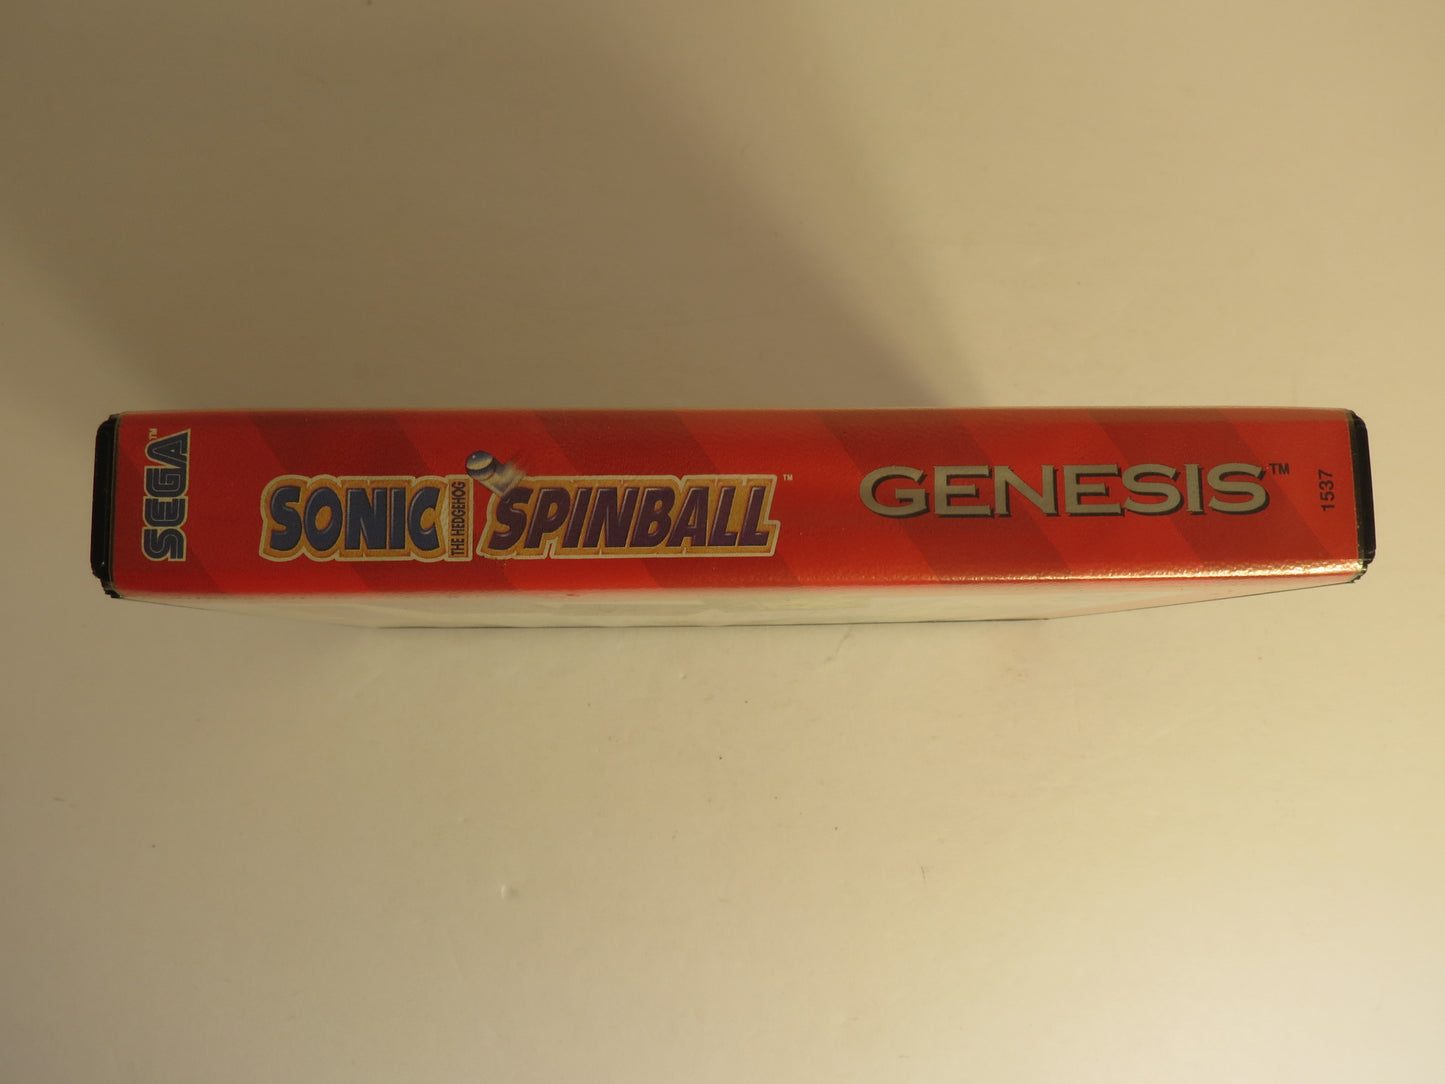 SEGA™
SONIC THE HEDGEHOG SPINBALL™
GENESIS™
1537